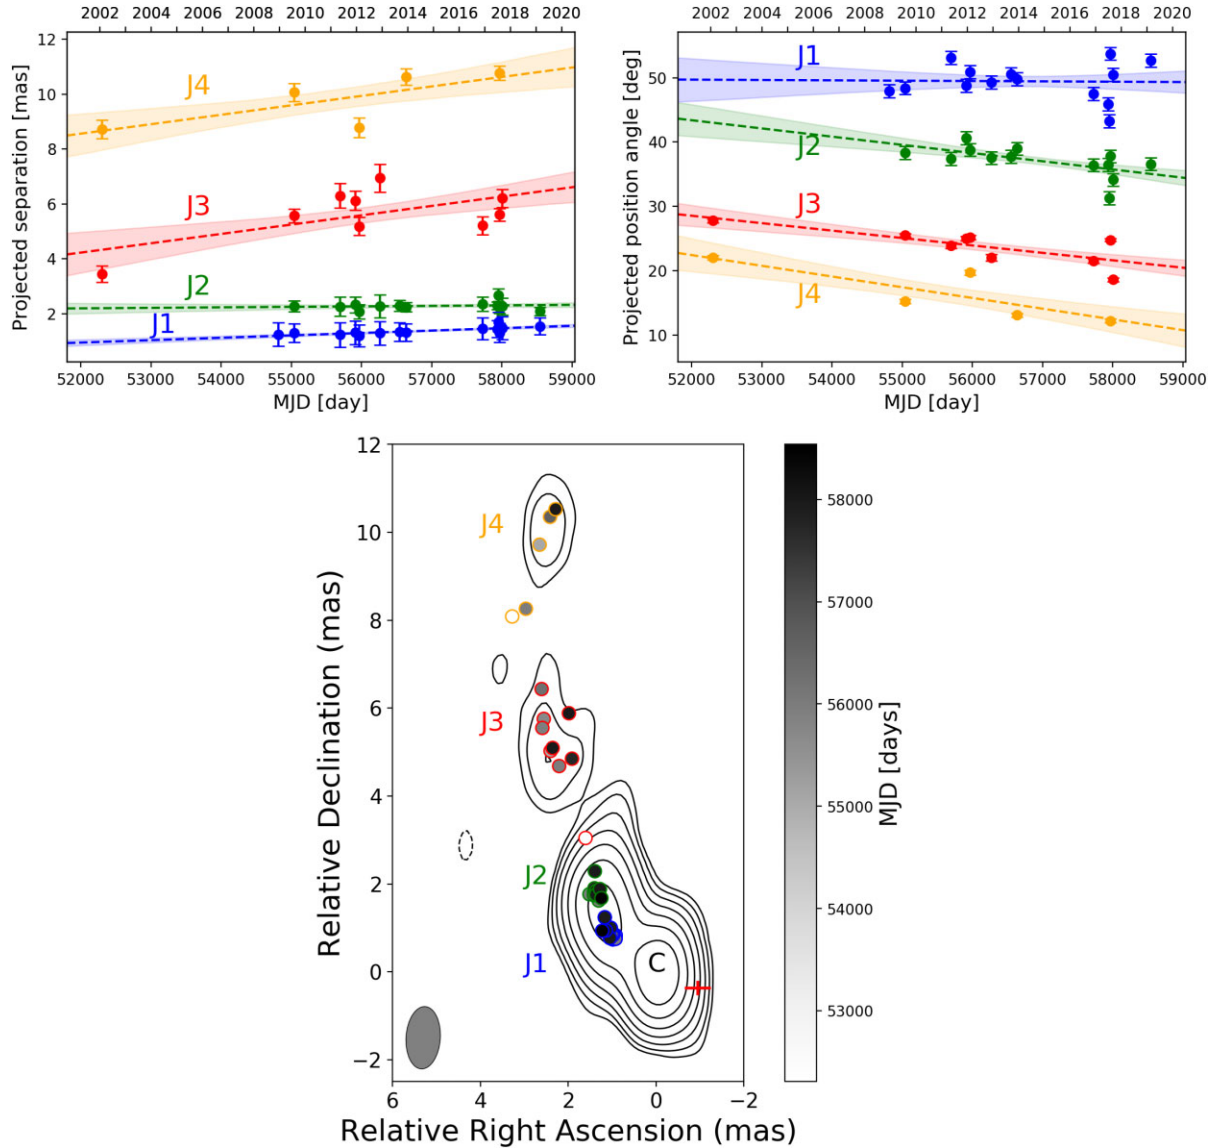 2002 2004 2006 2008 2010 2012 2014 2016 2018 2020
Projected separation [mas]
12
10
8
6
4
2
J4
J3
J2
J1
52000 53000 54000 55000 56000 57000 58000 59000
MJD [day]
2002 2004 2006 2008 2010 2012 2014 2016 2018 2020
Projected position angle [deg]
50
40
30
20
10
J1
J2
J3
J4
52000 53000 54000 55000 56000 57000 58000 59000
MJD [day]
Relative Declination (mas)
12
10
8
6
4
2
0
−2
J4
J3
J2
J1
C
6 4 2 0 −2
Relative Right Ascension (mas)
58000
57000
56000
55000
54000
53000
MJD [days]